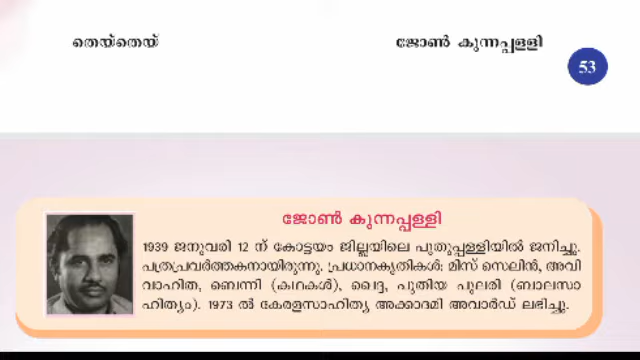 തെയ്തെയ് ജോൺ കുന്നപ്പള്ളി
53
ജോൺ കുന്നപ്പള്ളി
1939 ജനുവരി 12 ന് കോട്ടയം ജില്ലയിലെ പുതുപ്പള്ളിയിൽ ജനിച്ചു.
പത്രപ്രവർത്തകനായിരുന്നു. പ്രധാനകൃതികൾ: മിസ് സെലിൻ, അവി
വാഹിത, ബെന്നി (കഥകൾ), പുതിയ പുലരി (ബാലസാ
ഹിത്യം). 1973 ൽ കേരളസാഹിത്യ അക്കാദമി അവാർഡ് ലഭിച്ചു.